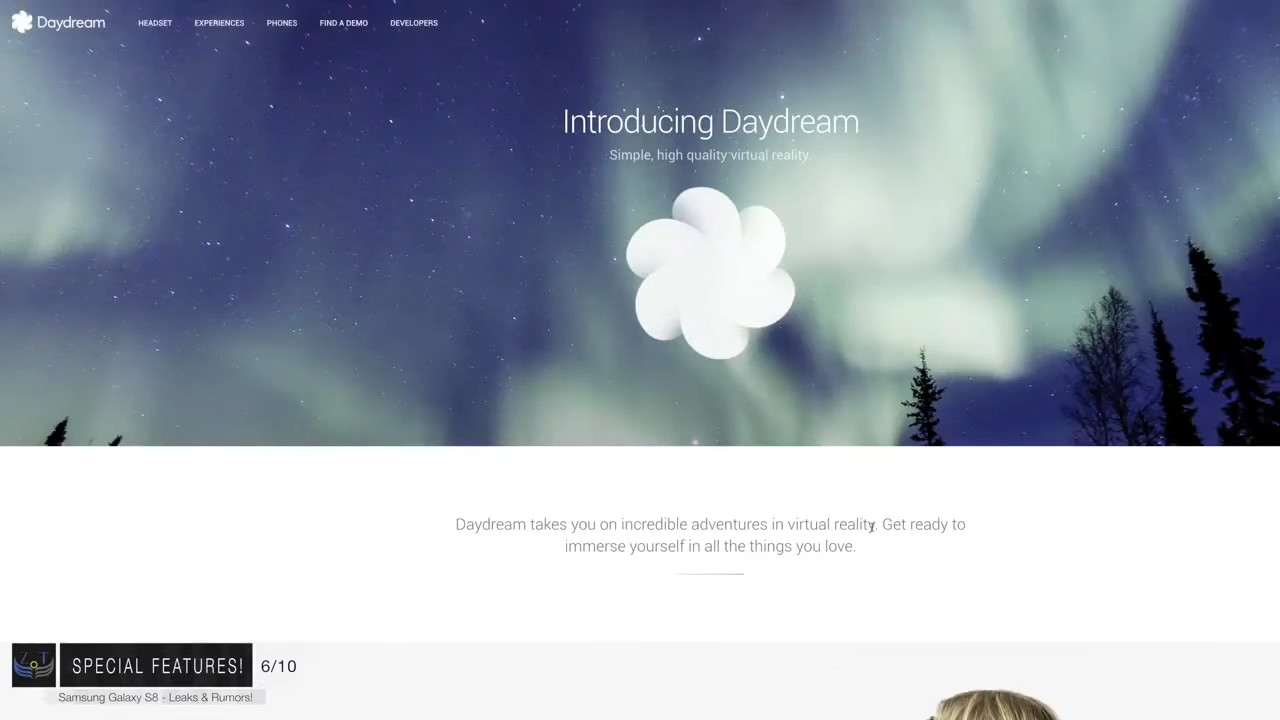 Daydream
HEADSET EXPERIENCES PHONES FIND A DEMO DEVELOPERS
Introducing Daydream
Simple, high quality virtual reality.
Daydream takes you on incredible adventures in virtual reality. Get ready to
immerse yourself in all the things you love.
ZoT
SPECIAL FEATURES! 6/10
Samsung Galaxy S8 - Leaks & Rumors!